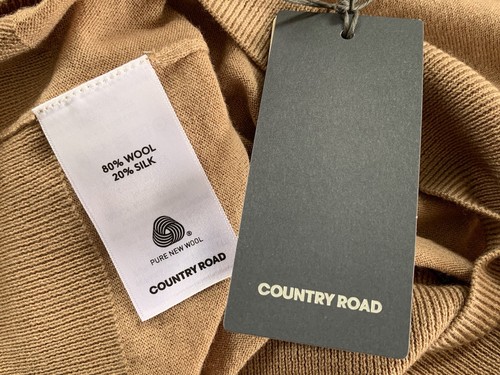 80% WOOL
20% SILK
®
PURE NEW WOOL
COUNTRY ROAD
COUNTRY ROAD